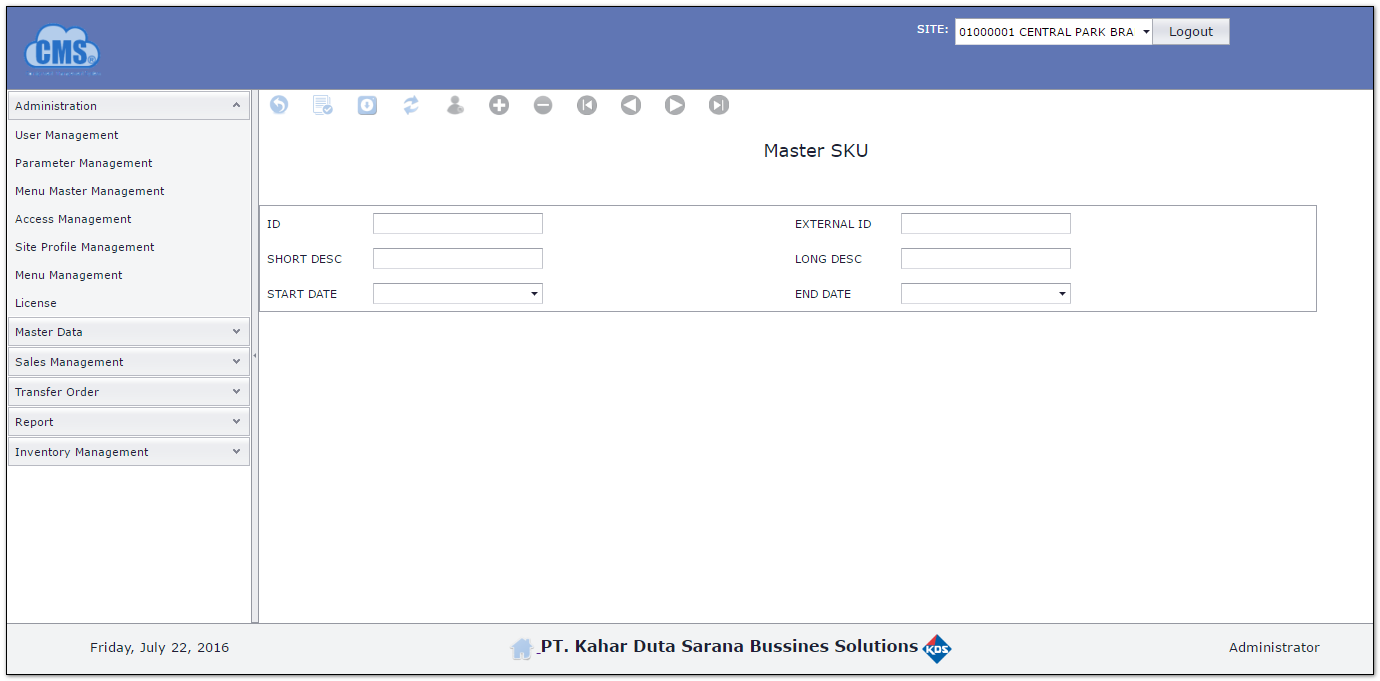 CMS
SITE: 01000001 CENTRAL PARK BRA Logout
Administration
User Management
Parameter Management
Menu Master Management
Access Management
Site Profile Management
Menu Management
License
Master Data
Sales Management
Transfer Order
Report
Inventory Management
Master SKU
ID EXTERNAL ID
SHORT DESC LONG DESC
START DATE END DATE
Friday, July 22, 2016 PT. Kahar Duta Sarana Bussines Solutions KDS Administrator